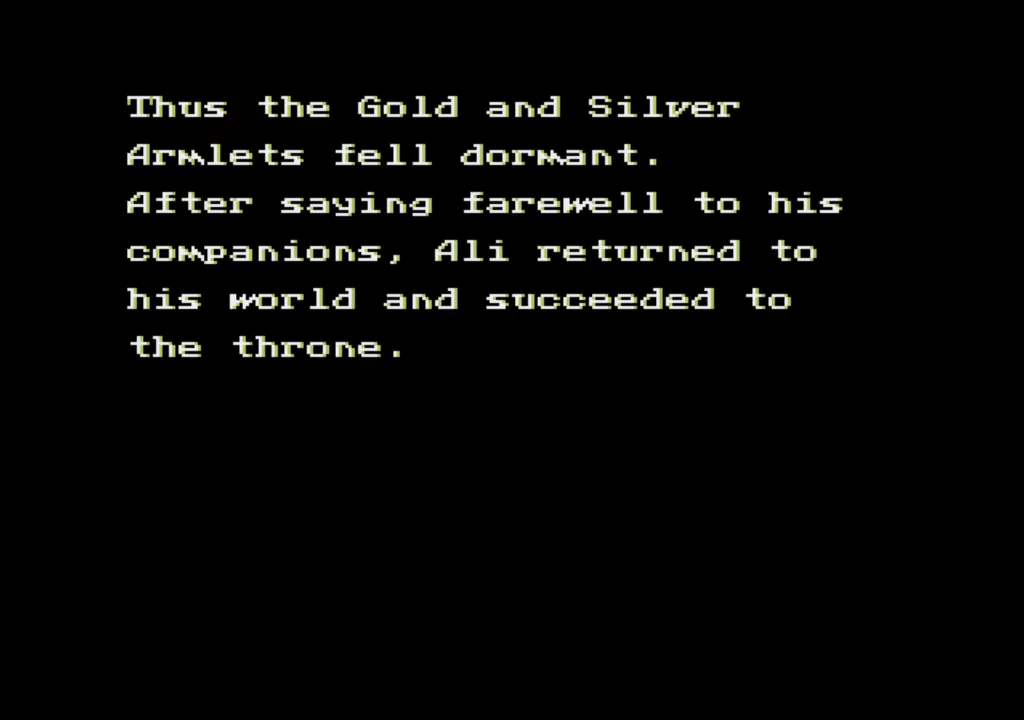 Thus the Gold and Silver
Armlets fell dormant.
After saying farewell to his
companions, Ali returned to
his world and succeeded to
the throne.